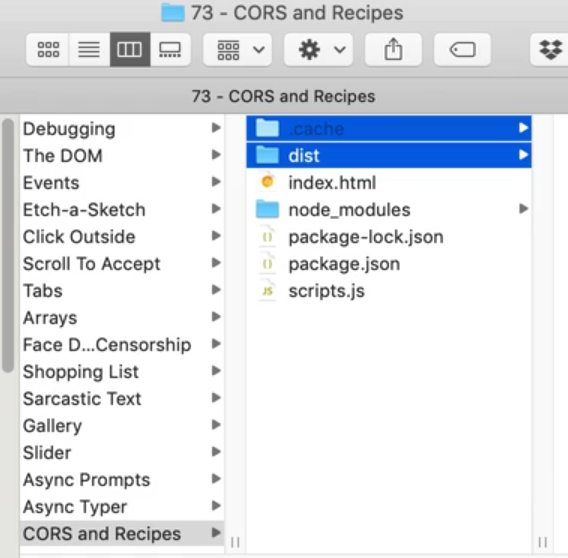 73 - CORS and Recipes
73 - CORS and Recipes
Debugging
The DOM
Events
Etch-a-Sketch
Click Outside
Scroll To Accept
Tabs
Arrays
Face D...Censorship
Shopping List
Sarcastic Text
Gallery
Slider
Async Prompts
Async Typer
CORS and Recipes
.cache
dist
index.html
node_modules
package-lock.json
package.json
scripts.js